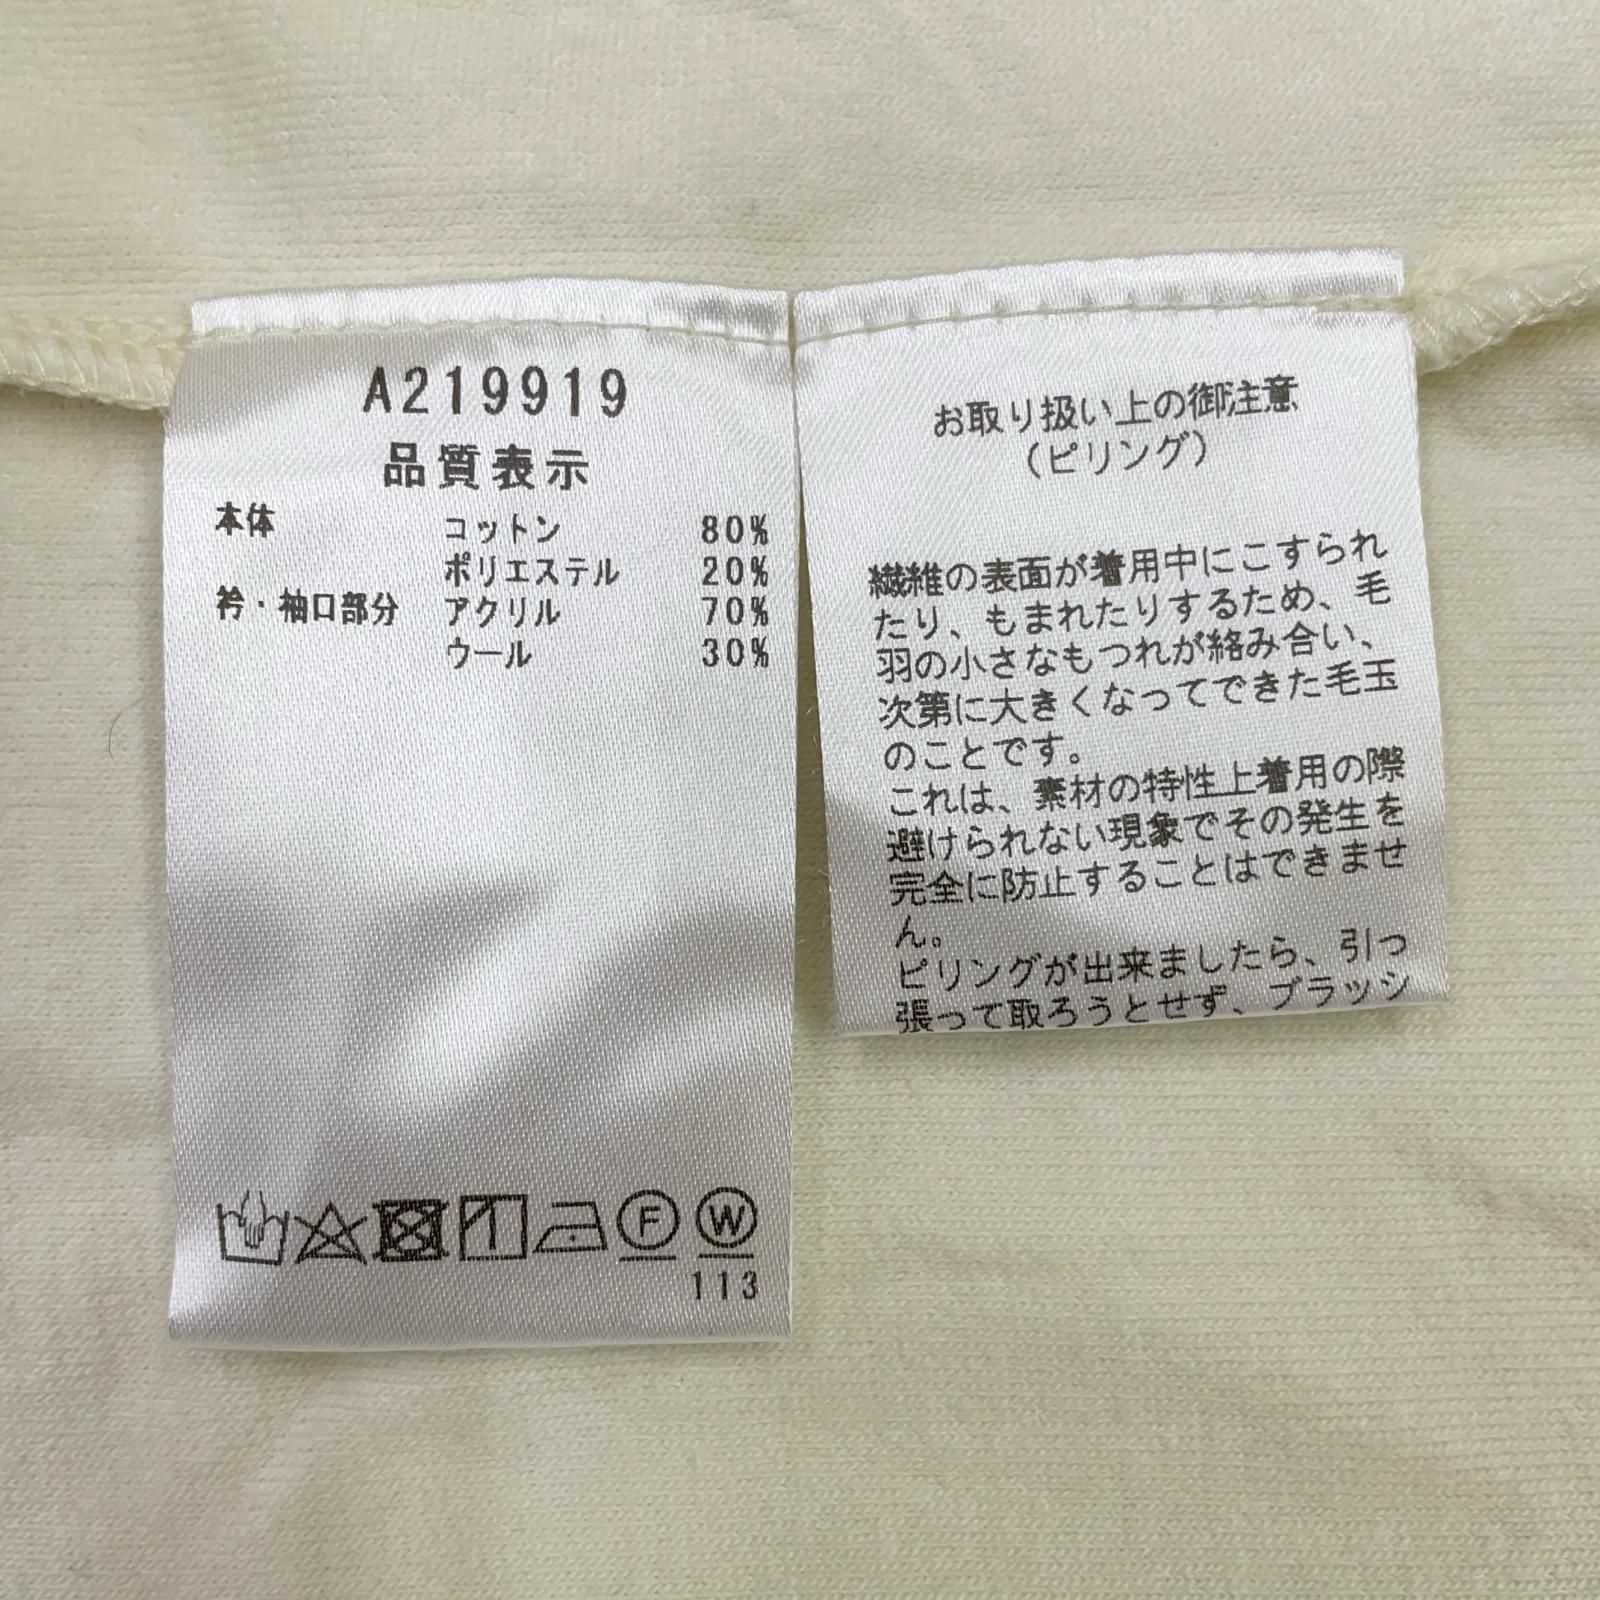 A219919
品質表示
本体 コットン 80%
ポリエステル 20%
衿・袖口部分 アクリル 70%
ウール 30%
F W
113
お取り扱い上の御注意
(ピリング)
繊維の表面が着用中にこすられ
たり、もまれたりするため、毛
羽の小さなもつれが絡み合い、
次第に大きくなってできた毛玉
のことです。
これは、素材の特性上着用の際
避けられない現象でその発生を
完全に防止することはできませ
ん。
ピリングが出来ましたら、引っ
張って取ろうとせず、ブラッシ